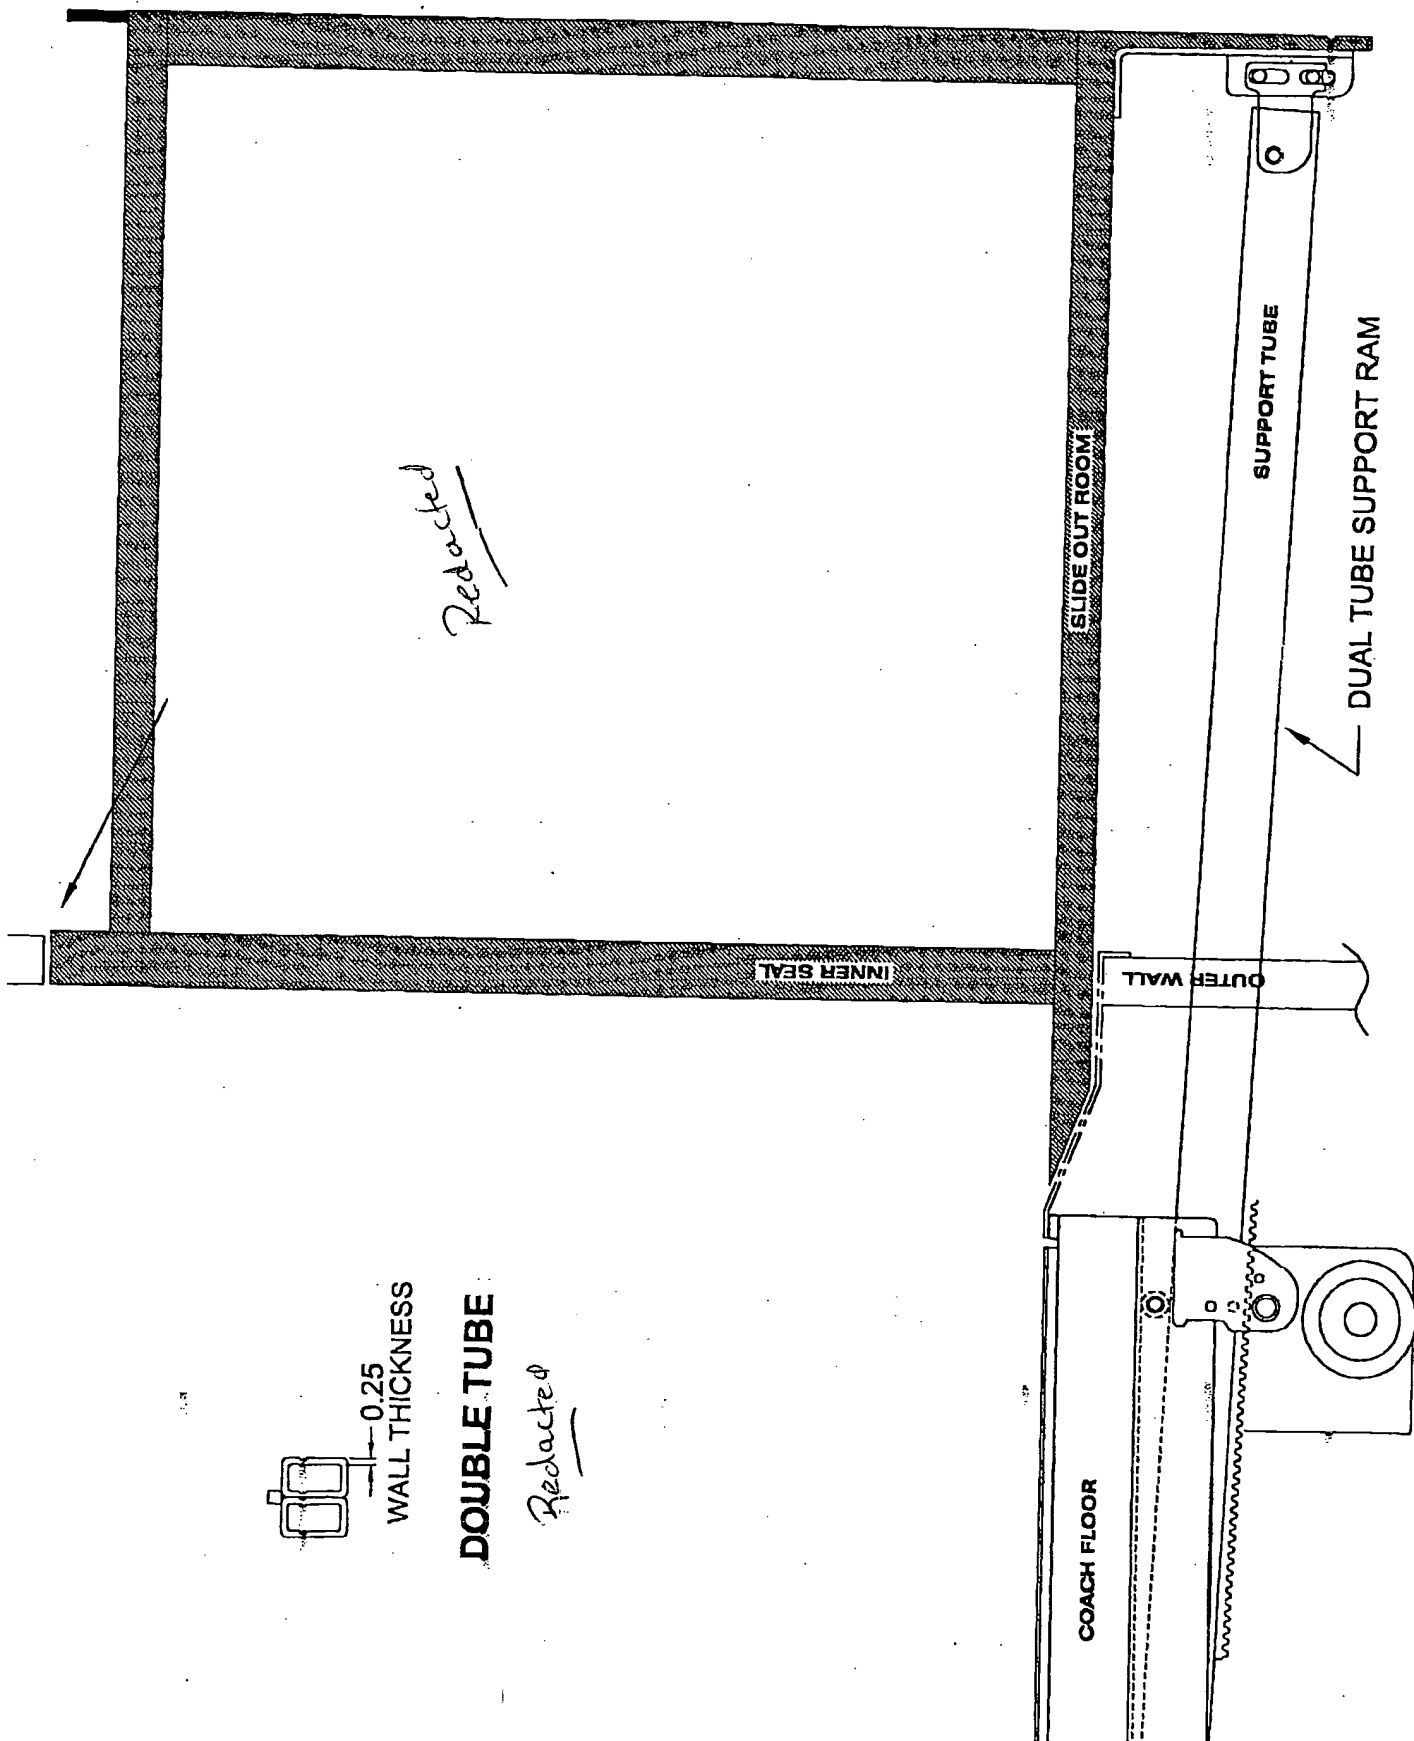 Redacted
SLIDE OUT ROOM
SUPPORT TUBE
DUAL TUBE SUPPORT RAM
INNER SEAL
OUTER WALL
0.25
WALL THICKNESS
DOUBLE TUBE
Redacted
COACH FLOOR